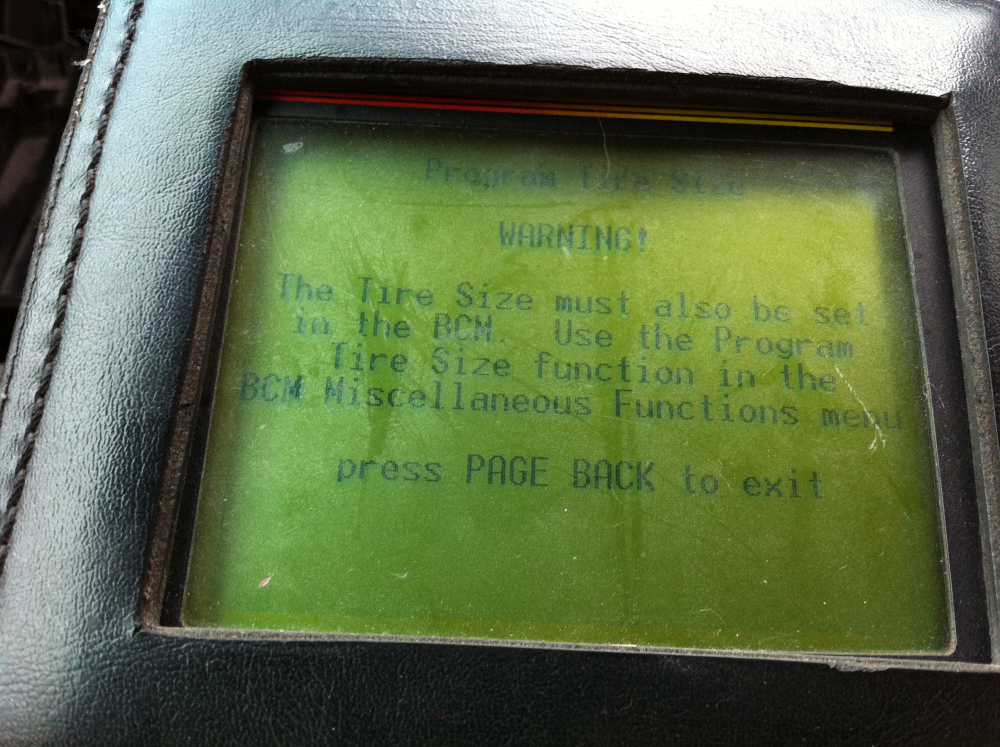 Program Tire Size
WARNING!
The Tire Size must also be set
in the BCM. Use the Program
Tire Size function in the
BCM Miscellaneous Functions menu
press PAGE BACK to exit